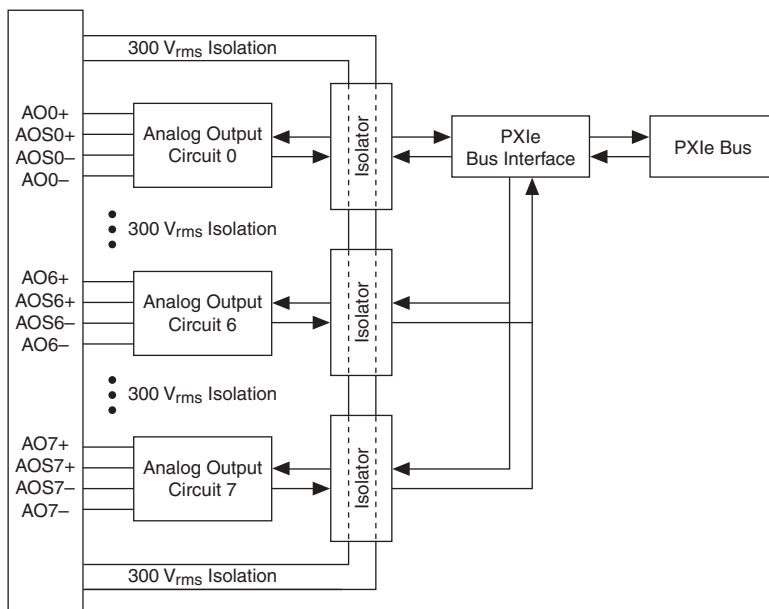 300 Vrms Isolation
AO0+
AOS0+
AOS0–
AO0–
Analog Output
Circuit 0
Isolator
PXIe
Bus Interface
PXIe Bus
300 Vrms Isolation
AO6+
AOS6+
AOS6–
AO6–
Analog Output
Circuit 6
Isolator
300 Vrms Isolation
AO7+
AOS7+
AOS7–
AO7–
Analog Output
Circuit 7
Isolator
300 Vrms Isolation